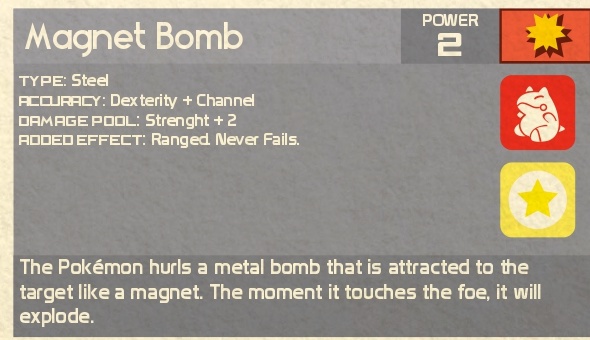 Magnet Bomb
POWER
2
TYPE: Steel
ACCURACY: Dexterity + Channel
DAMAGE POOL: Strenght + 2
ADDED EFFECT: Ranged. Never Fails.
The Pokémon hurls a metal bomb that is attracted to the
target like a magnet. The moment it touches the foe, it will
explode.